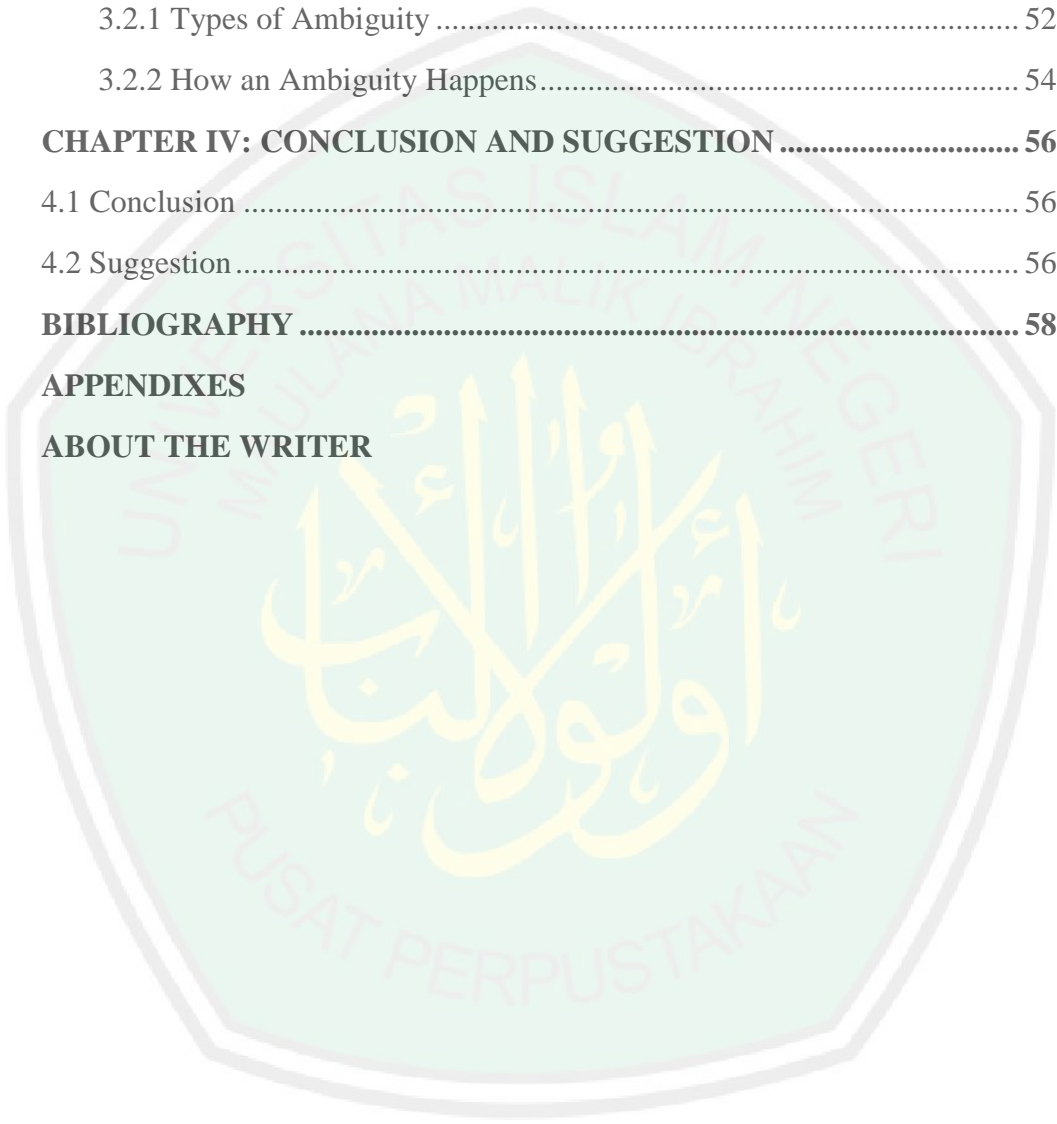 3.2.1 Types of Ambiguity ........................................................................ 52
3.2.2 How an Ambiguity Happens ............................................................ 54
CHAPTER IV: CONCLUSION AND SUGGESTION .............................. 56
4.1 Conclusion ................................................................................................. 56
4.2 Suggestion .................................................................................................. 56
BIBLIOGRAPHY .......................................................................................... 58
APPENDIXES
ABOUT THE WRITER
UNIVERSITAS ISLAM NEGERI
MAULANA MALIK IBRAHIM
أولوا الألباب
PUSAT PERPUSTAKAAN